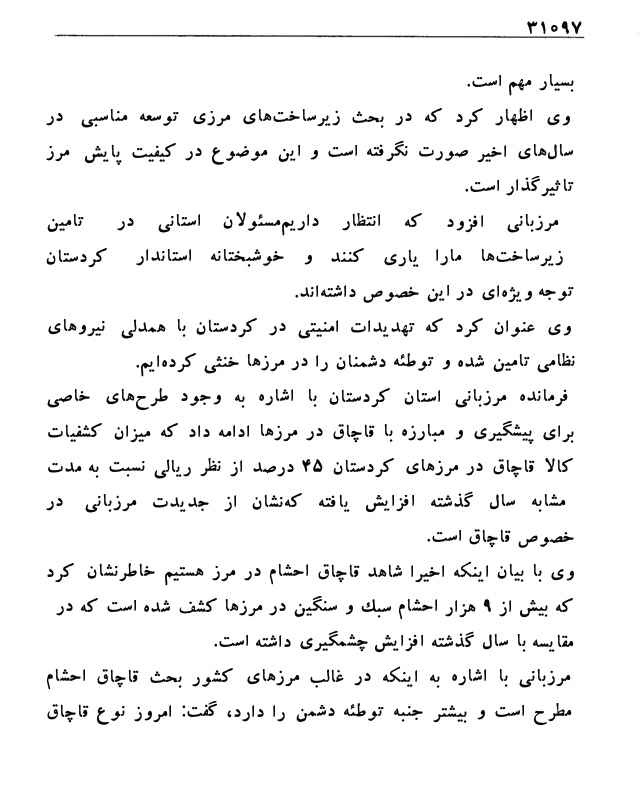 ۳۱۰۹۷
بسیار مهم است.
وی اظهار کرد که در بحث زیرساخت‌های مرزی توسعه مناسبی در
سال‌های اخیر صورت نگرفته است و این موضوع در کیفیت پایش مرز
تاثیرگذار است.
مرزبانی افزود که انتظار داریم‌مسئولان استانی در تامین
زیرساخت‌ها مارا یاری کنند و خوشبختانه استاندار کردستان
توجه ویژه‌ای در این خصوص داشته‌اند.
وی عنوان کرد که تهدیدات امنیتی در کردستان با همدلی نیروهای
نظامی تامین شده و توطئه دشمنان را در مرزها خنثی کرده‌ایم.
فرمانده مرزبانی استان کردستان با اشاره به وجود طرح‌های خاصی
برای پیشگیری و مبارزه با قاچاق در مرزها ادامه داد که میزان کشفیات
کالا قاچاق در مرزهای کردستان ۴۵ درصد از نظر ریالی نسبت به مدت
مشابه سال گذشته افزایش یافته که‌نشان از جدیدت مرزبانی در
خصوص قاچاق است.
وی با بیان اینکه اخیرا شاهد قاچاق احشام در مرز هستیم خاطرنشان کرد
که بیش از ۹ هزار احشام سبك و سنگین در مرزها کشف شده است که در
مقایسه با سال گذشته افزایش چشمگیری داشته است.
مرزبانی با اشاره به اینکه در غالب مرزهای کشور بحث قاچاق احشام
مطرح است و بیشتر جنبه توطئه دشمن را دارد، گفت: امروز نوع قاچاق